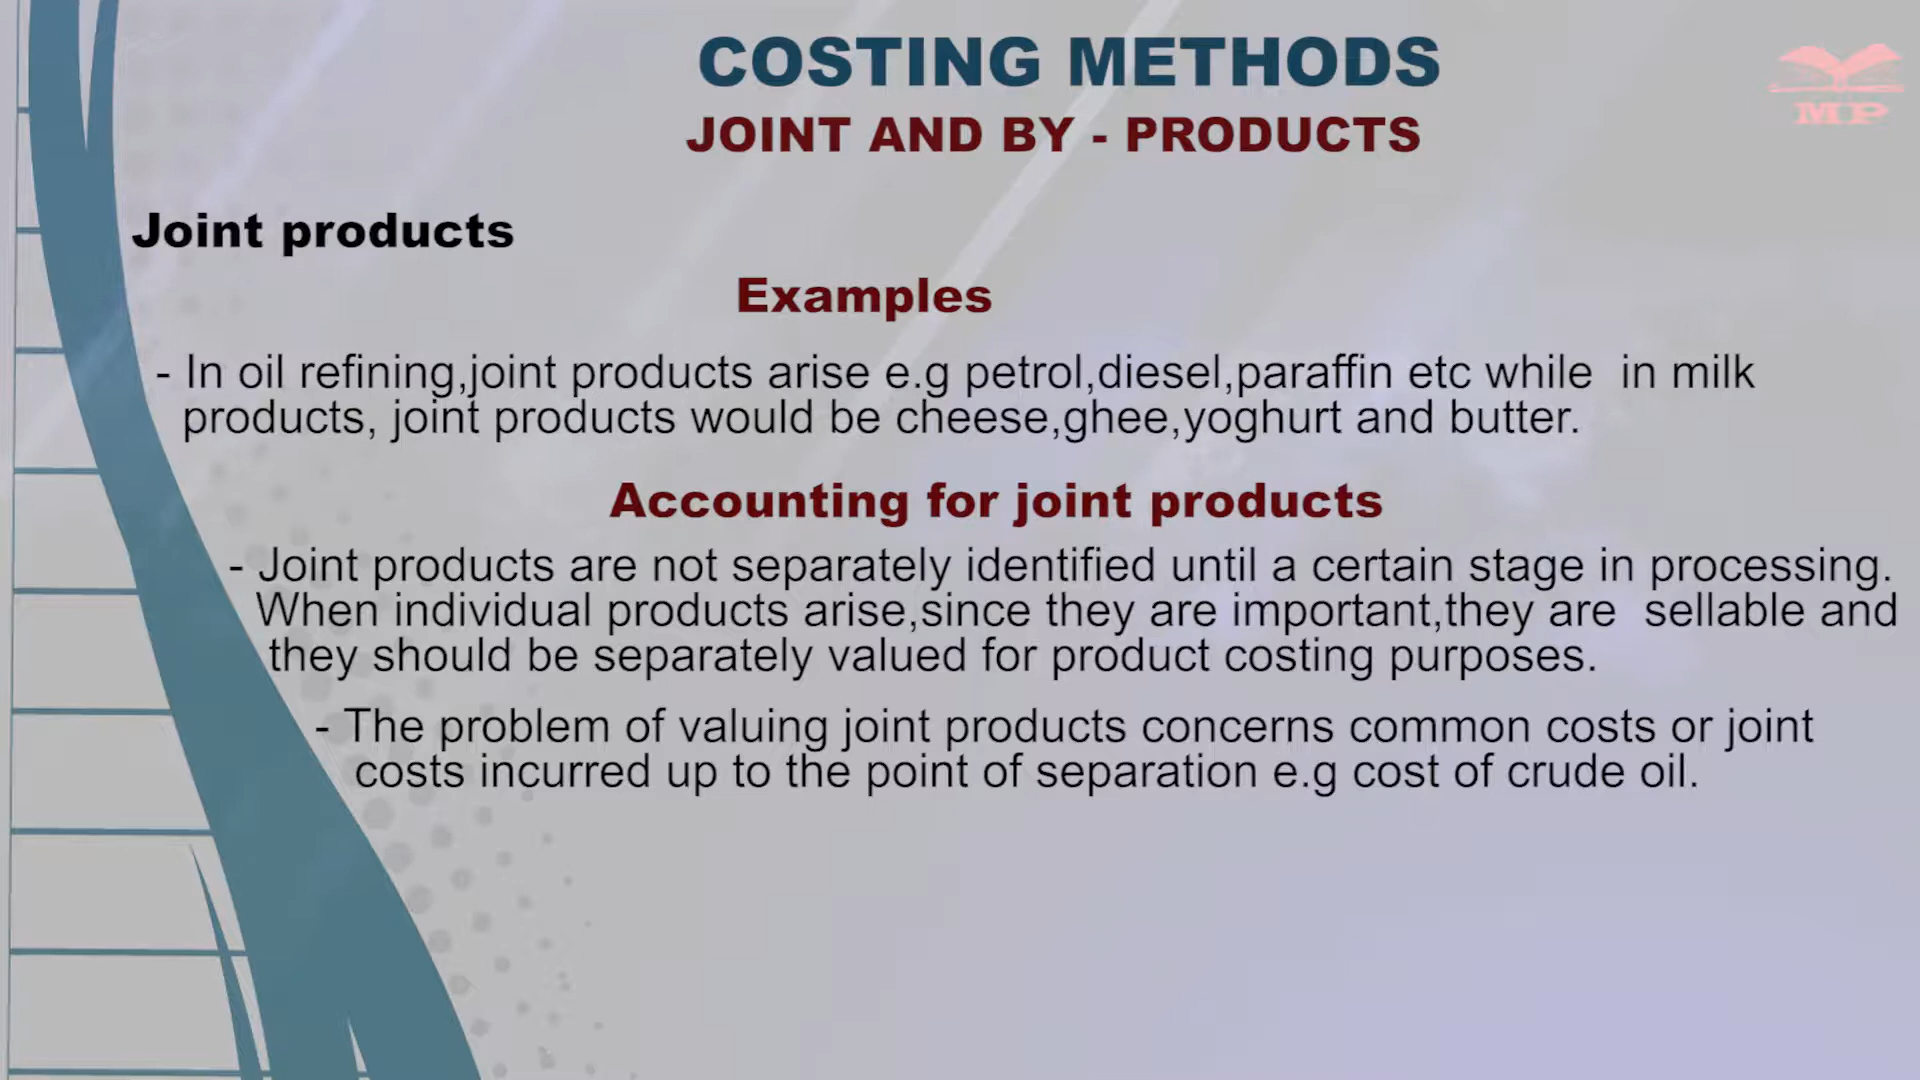 COSTING METHODS
JOINT AND BY - PRODUCTS
MP
Joint products
Examples
- In oil refining,joint products arise e.g petrol,diesel,paraffin etc while  in milk
products, joint products would be cheese,ghee,yoghurt and butter.
Accounting for joint products
- Joint products are not separately identified until a certain stage in processing.
When individual products arise,since they are important,they are  sellable and
they should be separately valued for product costing purposes.
- The problem of valuing joint products concerns common costs or joint
costs incurred up to the point of separation e.g cost of crude oil.